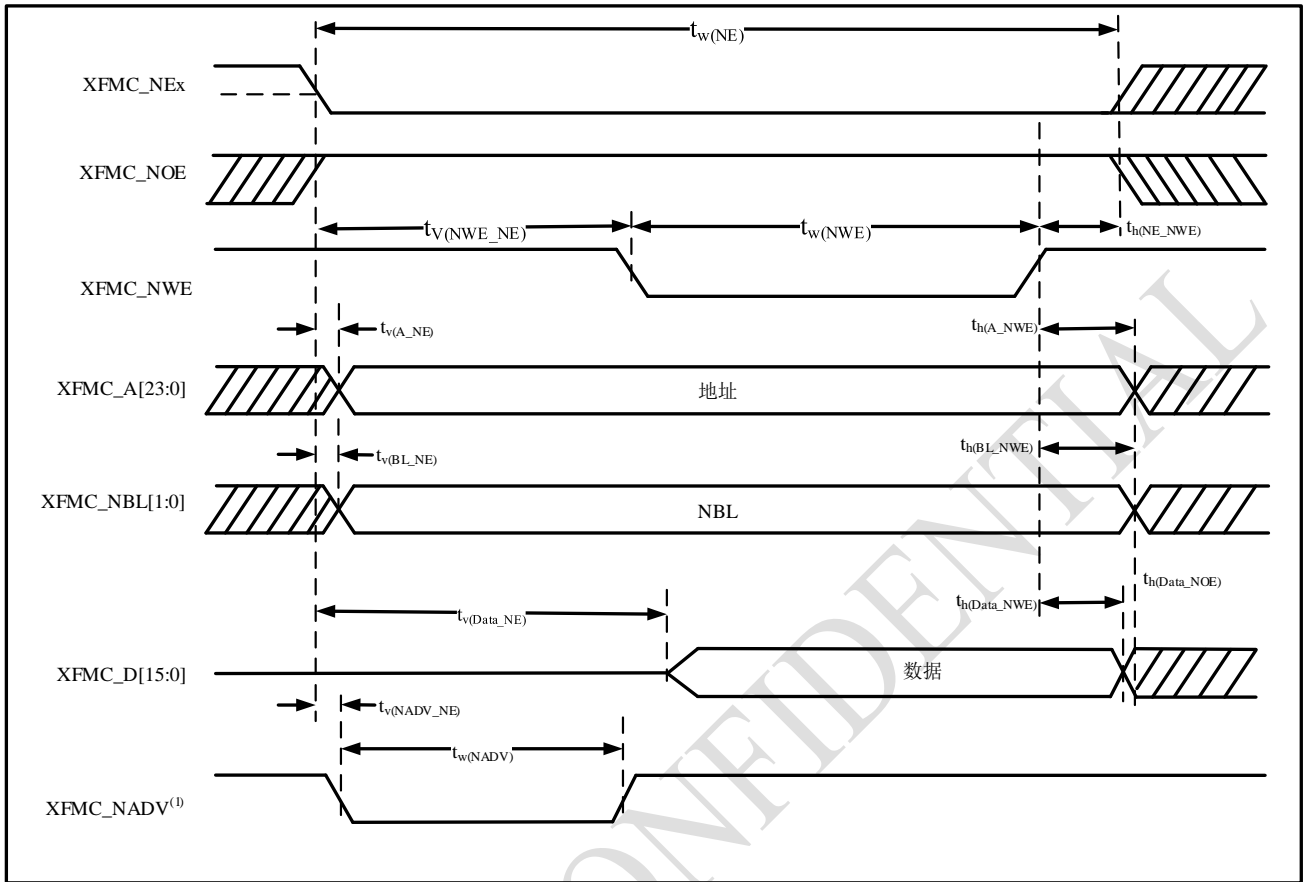 tw(NE)
XFMC_NEx
XFMC_NOE
tV(NWE_NE)
tw(NWE)
th(NE_NWE)
XFMC_NWE
tv(A_NE)
th(A_NWE)
XFMC_A[23:0]
地址
tv(BL_NE)
th(BL_NWE)
XFMC_NBL[1:0]
NBL
th(Data_NOE)
tv(Data_NE)
th(Data_NWE)
XFMC_D[15:0]
数据
tv(NADV_NE)
tw(NADV)
XFMC_NADV(1)
ONFIDENTIAL